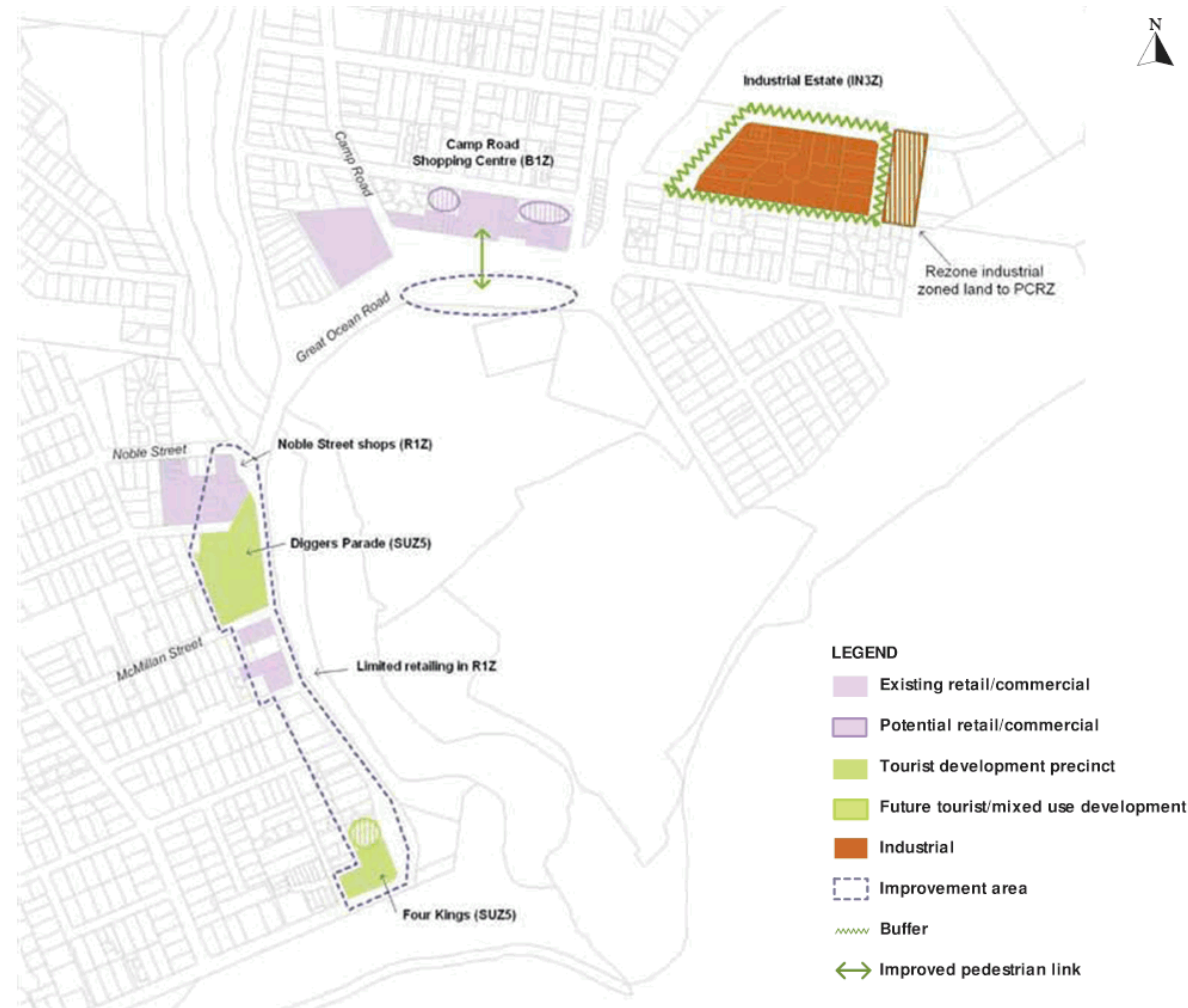 N
Industrial Estate (IN3Z)
Camp Road
Shopping Centre (B1Z)
Camp Road
Rezone industrial
zoned land to PCRZ
Great Ocean Road
Noble Street
Noble Street shops (R1Z)
Diggers Parade (SUZ5)
McMillan Street
Limited retailing in R1Z
Four Kings (SUZ5)
LEGEND
Existing retail/commercial
Potential retail/commercial
Tourist development precinct
Future tourist/mixed use development
Industrial
Improvement area
Buffer
Improved pedestrian link